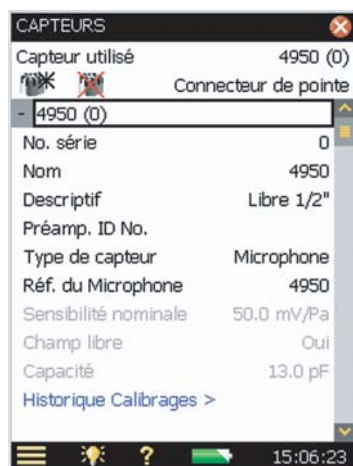 CAPTEURS
Capteur utilisé 4950 (0)
Connecteur de pointe
- 4950 (0)
No. série 0
Nom 4950
Descriptif Libre 1/2"
Préamp. ID No.
Type de capteur Microphone
Réf. du Microphone 4950
Sensibilité nominale 50.0 mV/Pa
Champ libre Oui
Capacité 13.0 pF
Historique Calibrages >
? 15:06:23